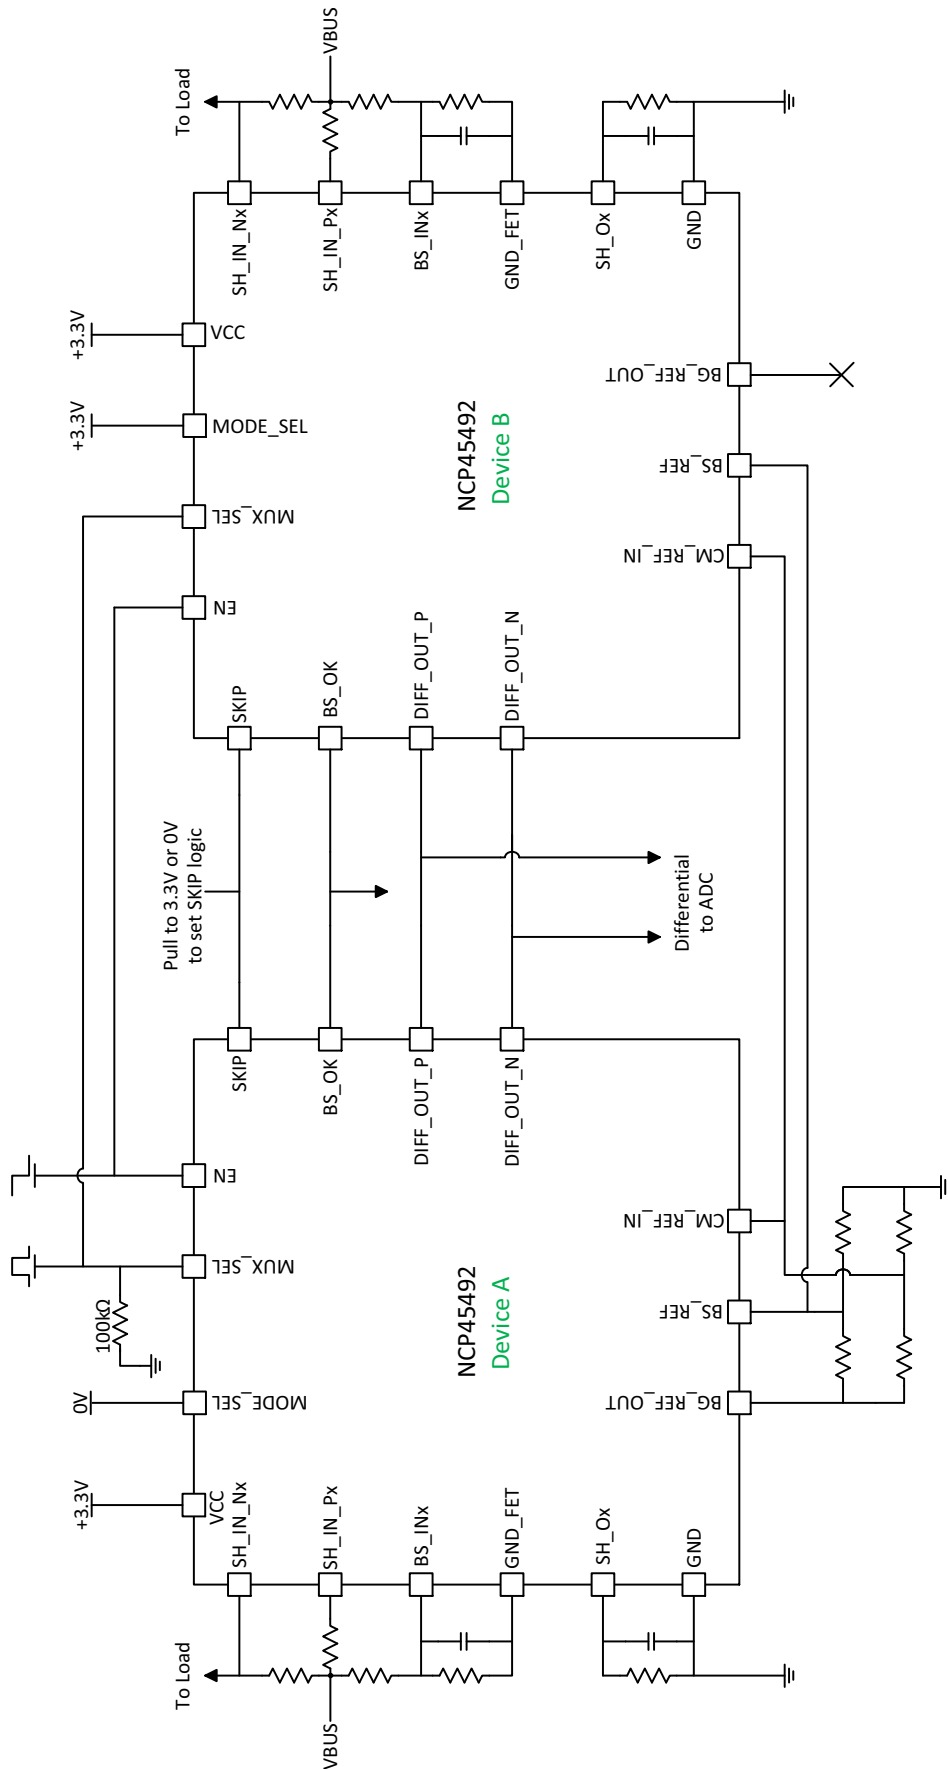 VBUS
To Load
SH_IN_Nx
SH_IN_Px
BS_INx
GND_FET
SH_Ox
GND
+3.3V
VCC
+3.3V
MODE_SEL
MUX_SEL
EN
NCP45492
Device B
BG_REF_OUT
BS_REF
CM_REF_IN
SKIP
BS_OK
DIFF_OUT_P
DIFF_OUT_N
Pull to 3.3V or 0V
to set SKIP logic
Differential
to ADC
SKIP
BS_OK
DIFF_OUT_P
DIFF_OUT_N
EN
MUX_SEL
100kΩ
0V
MODE_SEL
+3.3V
VCC
NCP45492
Device A
CM_REF_IN
BS_REF
BG_REF_OUT
SH_IN_Nx
SH_IN_Px
BS_INx
GND_FET
SH_Ox
GND
To Load
VBUS